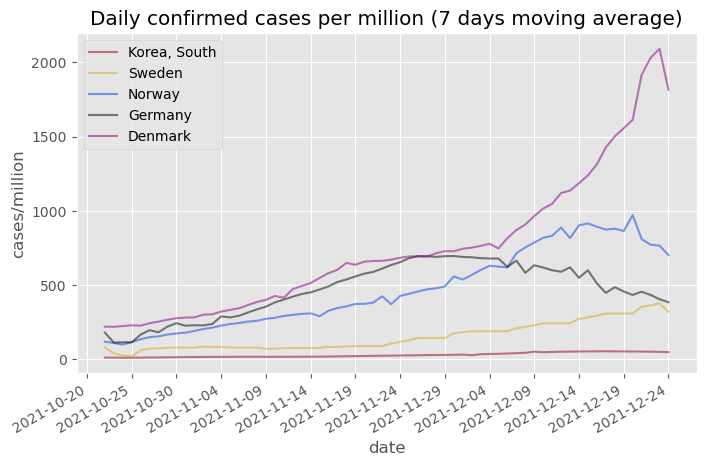 Daily confirmed cases per million (7 days moving average)
Korea, South
Sweden
Norway
Germany
Denmark
cases/million
2000
1500
1000
500
0
2021-10-20
2021-10-25
2021-10-30
2021-11-04
2021-11-09
2021-11-14
2021-11-19
2021-11-24
2021-11-29
2021-12-04
2021-12-09
2021-12-14
2021-12-19
2021-12-24
date